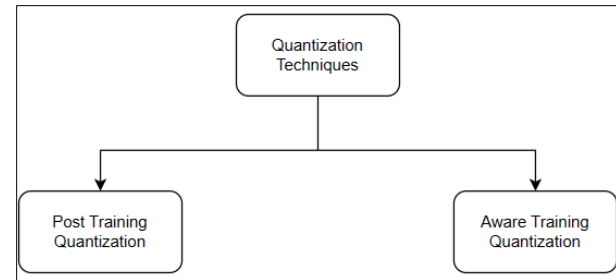 Quantization
Techniques
Post Training
Quantization
Aware Training
Quantization